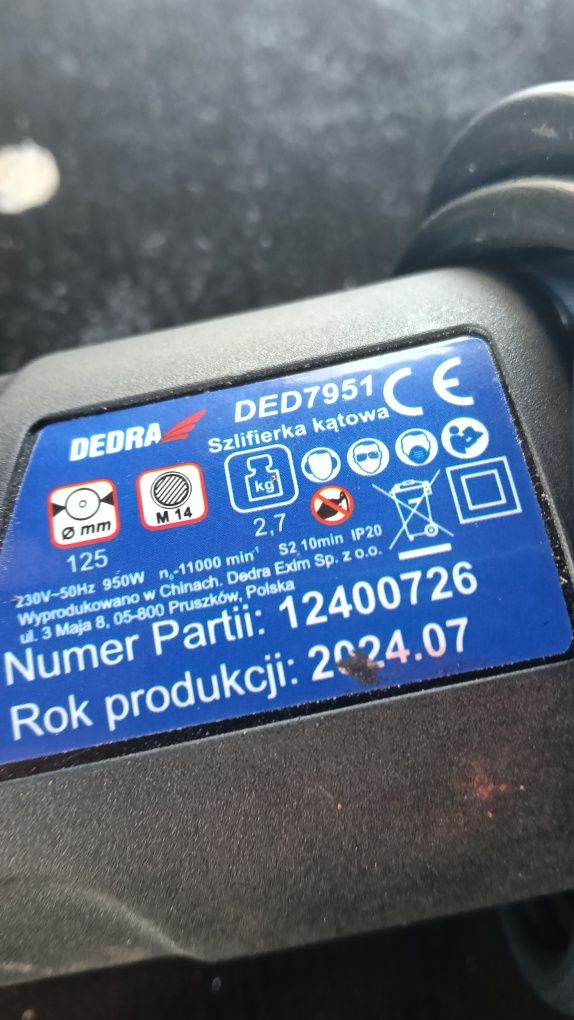 DEDRA
DED7951
CE
Szlifierka kątowa
Ø mm
125
M 14
kg
2,7
230V~50Hz 950W n₀-11000 min⁻¹ S2 10min IP20
Wyprodukowano w Chinach. Dedra Exim Sp. z o.o.
ul. 3 Maja 8, 05-800 Pruszków, Polska
Numer Partii: 12400726
Rok produkcji: 2024.07